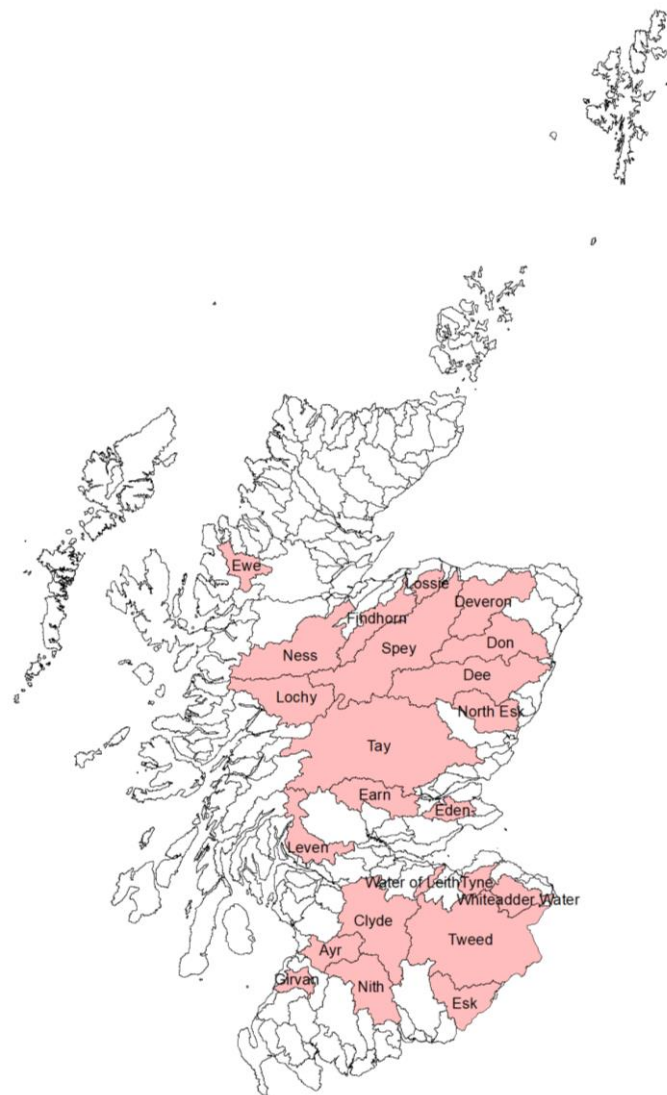 Ewe
Lossie
Deveron
Findhorn
Don
Ness
Spey
Dee
Lochy
North Esk
Tay
Earn
Eden
Leven
Water of Leith
Tyne
Whiteadder Water
Clyde
Tweed
Ayr
Girvan
Nith
Esk